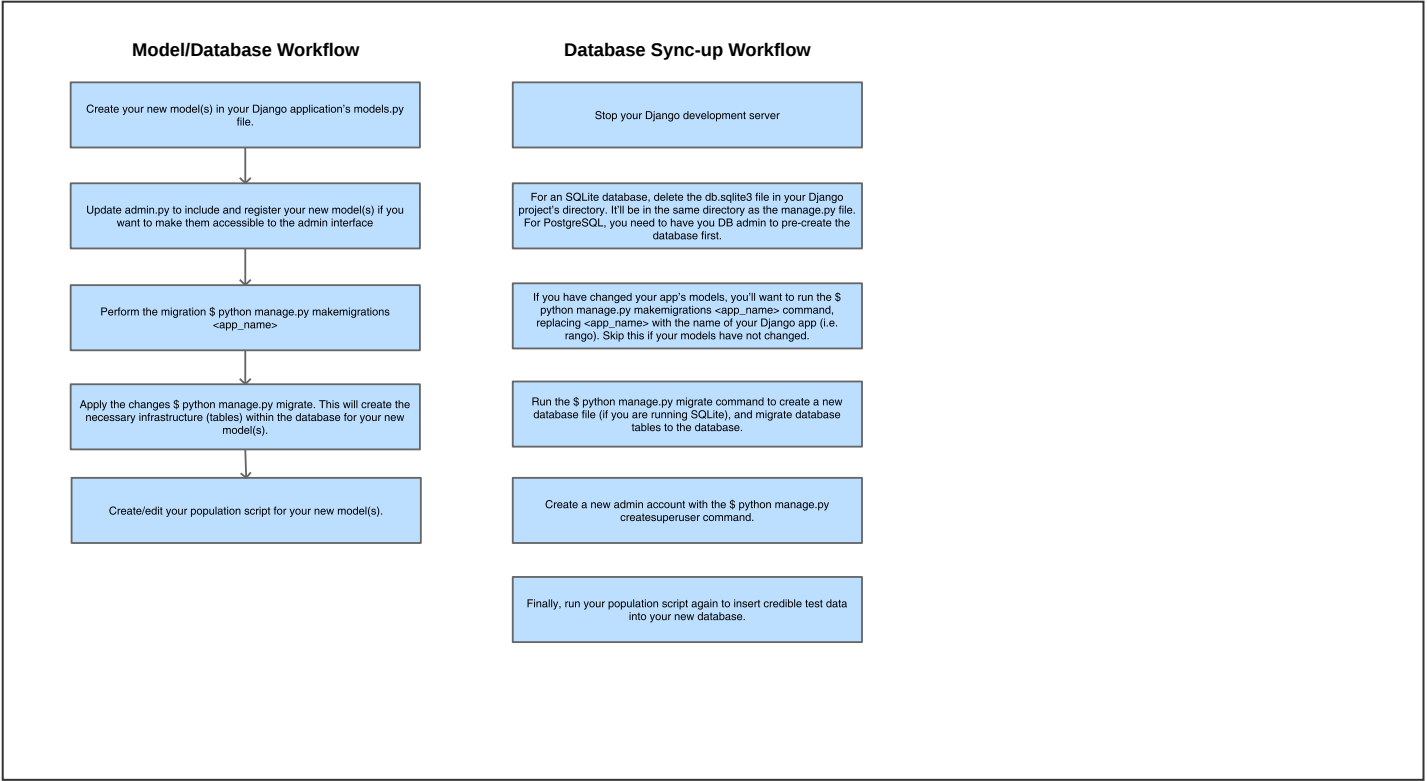 Model/Database Workflow
Create your new model(s) in your Django application's models.py
file.
Update admin.py to include and register your new model(s) if you
want to make them accessible to the admin interface
Perform the migration $ python manage.py makemigrations
<app_name>
Apply the changes $ python manage.py migrate. This will create the
necessary infrastructure (tables) within the database for your new
model(s).
Create/edit your population script for your new model(s).
Database Sync-up Workflow
Stop your Django development server
For an SQLite database, delete the db.sqlite3 file in your Django
project's directory. It'll be in the same directory as the manage.py file.
For PostgreSQL, you need to have you DB admin to pre-create the
database first.
If you have changed your app's models, you'll want to run the $
python manage.py makemigrations <app_name> command,
replacing <app_name> with the name of your Django app (i.e.
rango). Skip this if your models have not changed.
Run the $ python manage.py migrate command to create a new
database file (if you are running SQLite), and migrate database
tables to the database.
Create a new admin account with the $ python manage.py
createsuperuser command.
Finally, run your population script again to insert credible test data
into your new database.